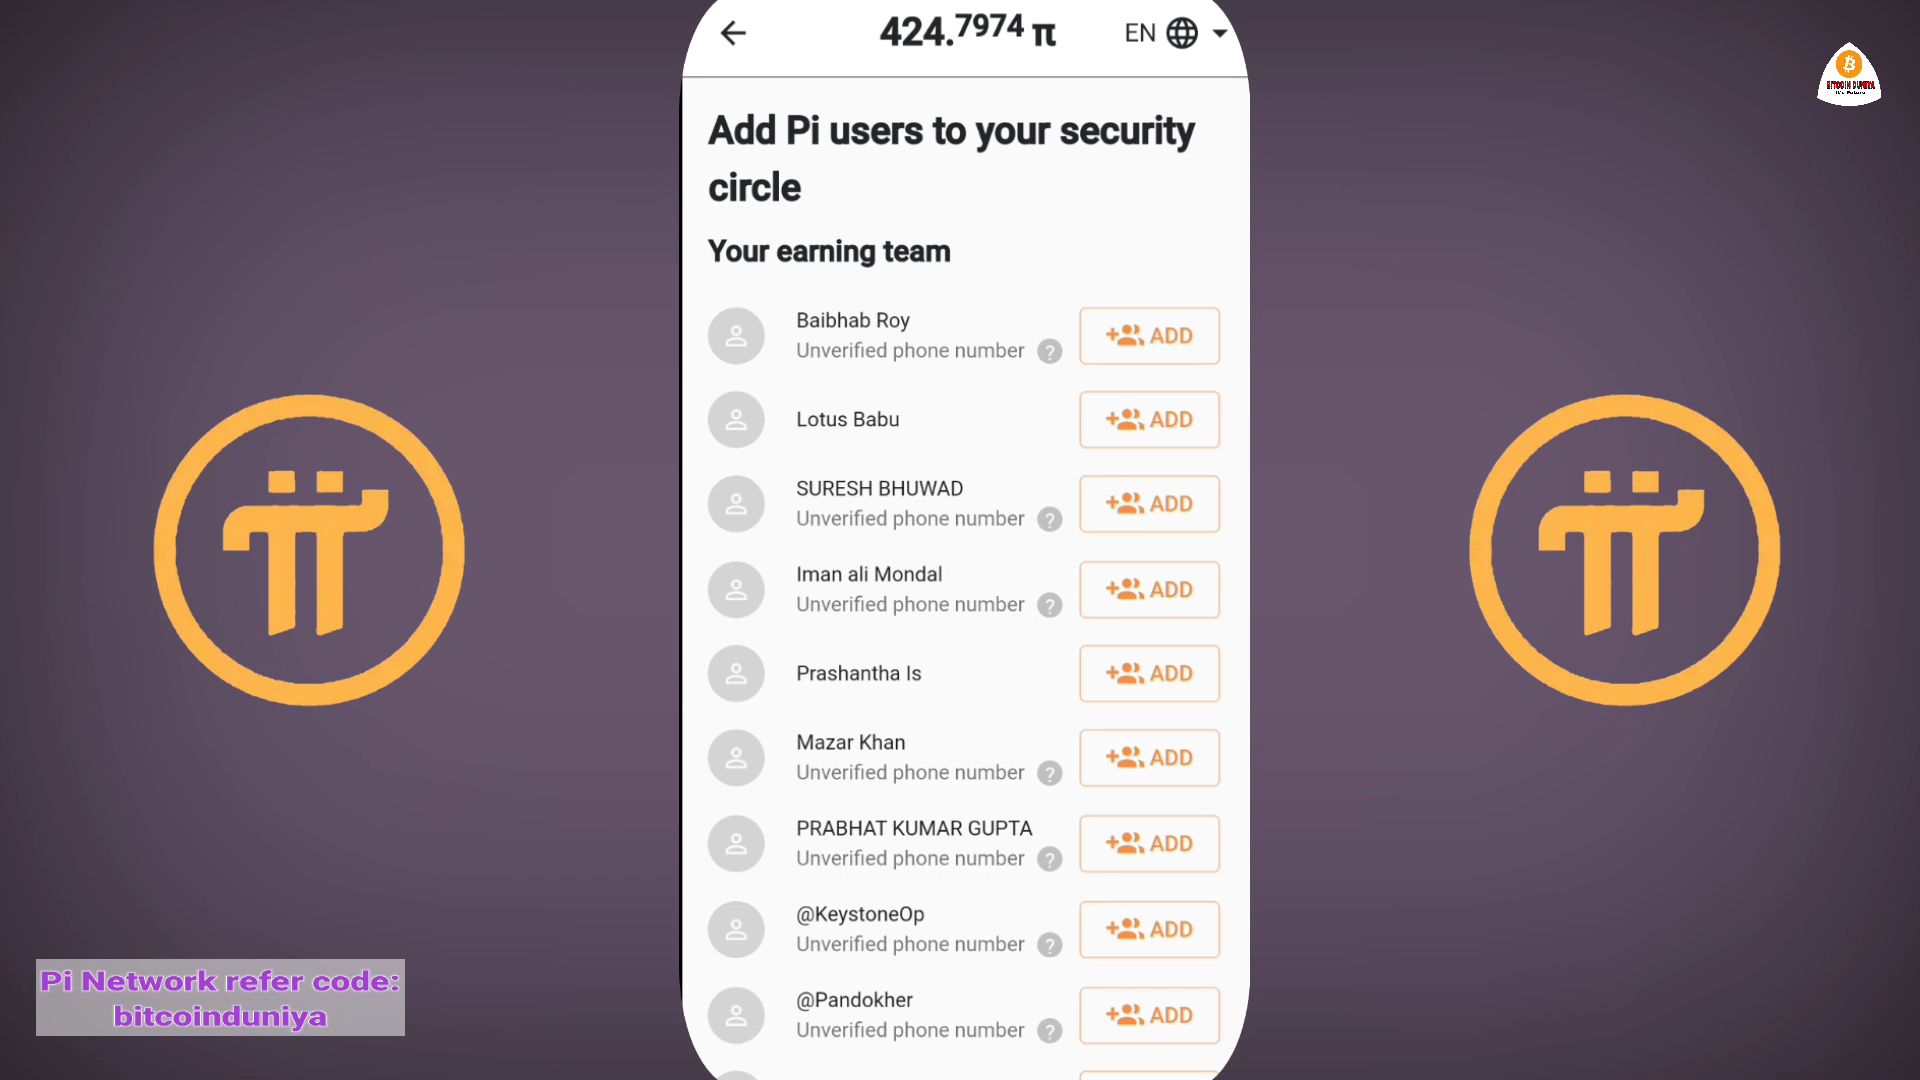 424.7974 π
EN
Add Pi users to your security
circle
Your earning team
Baibhab Roy
Unverified phone number ?
ADD
Lotus Babu
ADD
SURESH BHUWAD
Unverified phone number ?
ADD
Iman ali Mondal
Unverified phone number ?
ADD
Prashantha Is
ADD
Mazar Khan
Unverified phone number ?
ADD
PRABHAT KUMAR GUPTA
Unverified phone number ?
ADD
@KeystoneOp
Unverified phone number ?
ADD
@Pandokher
Unverified phone number ?
ADD
Pi Network refer code:
bitcoinduniya
BITCOIN DUNIYA